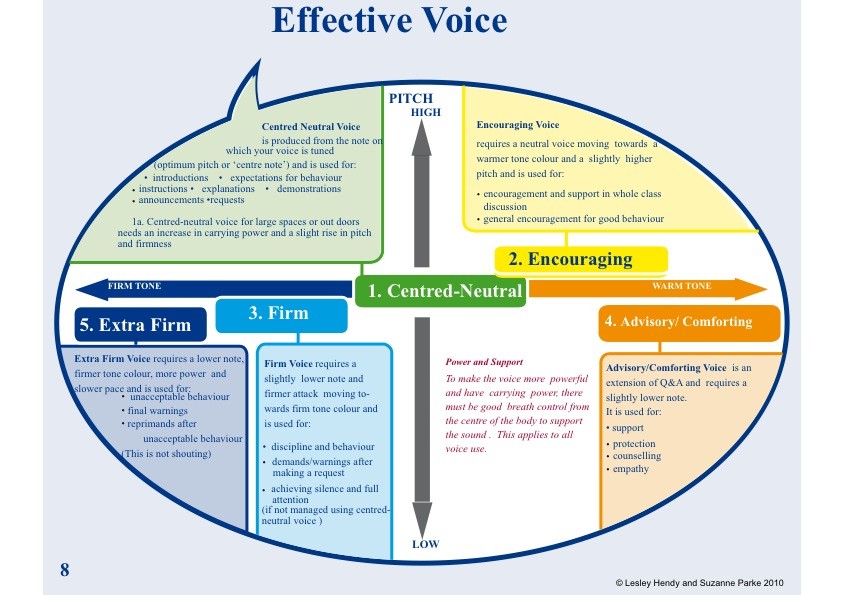 Effective Voice
PITCH
HIGH
Centred Neutral Voice
is produced from the note on
which your voice is tuned
(optimum pitch or ‘centre note’) and is used for:
• introductions • expectations for behaviour
• instructions • explanations • demonstrations
• announcements •requests
1a. Centred-neutral voice for large spaces or out doors
needs an increase in carrying power and a slight rise in pitch
and firmness
Encouraging Voice
requires a neutral voice moving towards a
warmer tone colour and a slightly higher
pitch and is used for:
• encouragement and support in whole class
discussion
• general encouragement for good behaviour
2. Encouraging
FIRM TONE
1. Centred-Neutral
WARM TONE
5. Extra Firm
3. Firm
4. Advisory/ Comforting
Extra Firm Voice requires a lower note,
firmer tone colour, more power and
slower pace and is used for:
• unacceptable behaviour
• final warnings
• reprimands after
unacceptable behaviour
(This is not shouting)
Firm Voice requires a
slightly lower note and
firmer attack moving to-
wards firm tone colour and
is used for:
• discipline and behaviour
• demands/warnings after
making a request
• achieving silence and full
attention
(if not managed using centred-
neutral voice )
Power and Support
To make the voice more powerful
and have carrying power, there
must be good breath control from
the centre of the body to support
the sound . This applies to all
voice use.
Advisory/Comforting Voice is an
extension of Q&A and requires a
slightly lower note.
It is used for:
• support
• protection
• counselling
• empathy
LOW
8
© Lesley Hendy and Suzanne Parke 2010